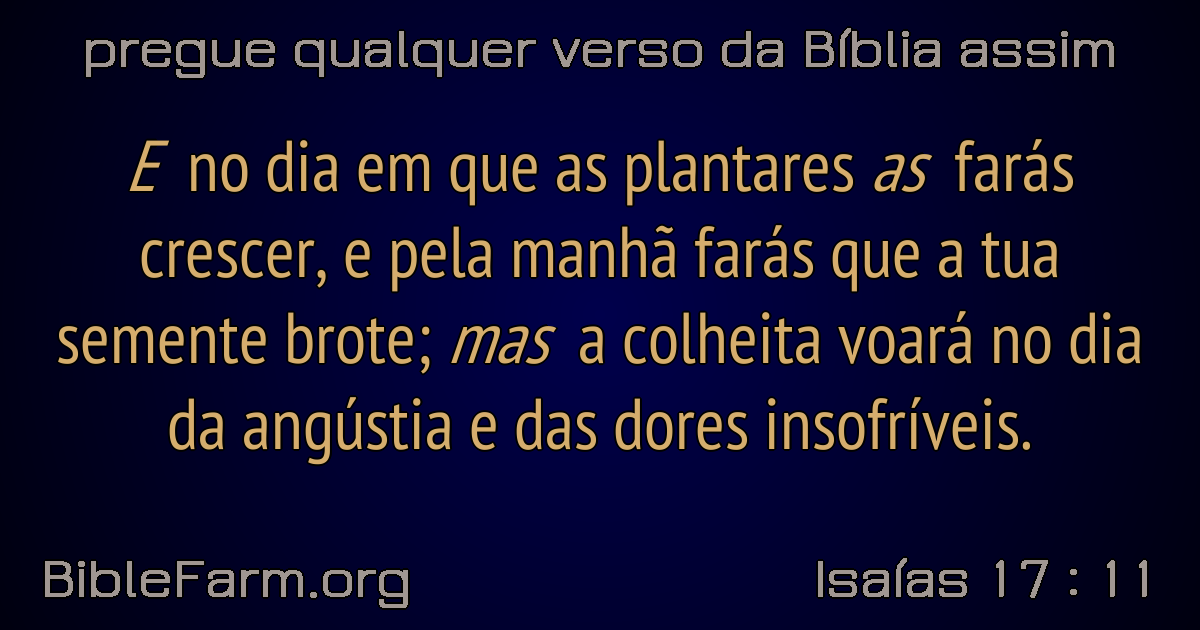 pregue qualquer verso da Bíblia assim
E no dia em que as plantares as farás
crescer, e pela manhã farás que a tua
semente brote; mas a colheita voará no dia
da angústia e das dores insofríveis.
BibleFarm.org
Isaías 17 : 11